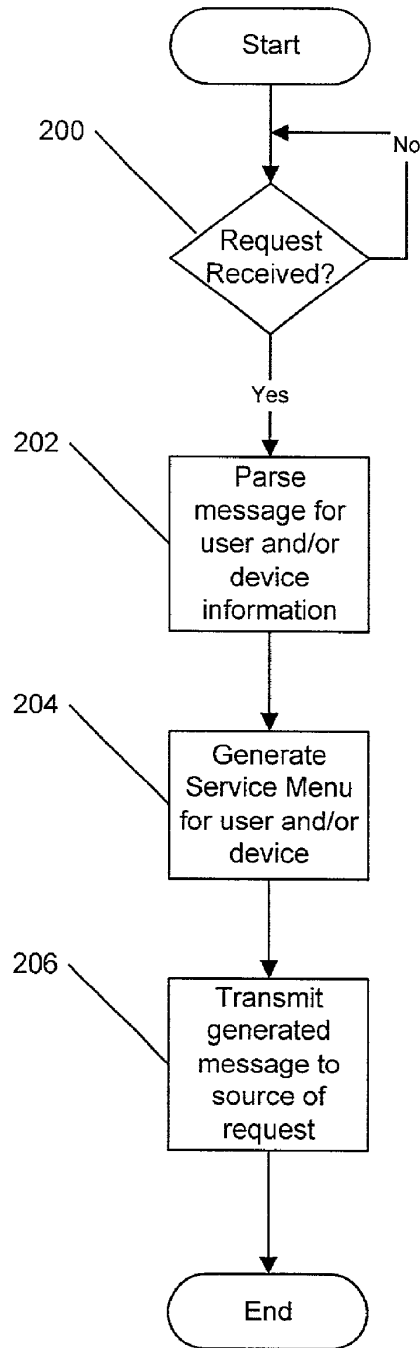 Start
No
200
Request
Received?
Yes
202
Parse
message for
user and/or
device
information
204
Generate
Service Menu
for user and/or
device
206
Transmit
generated
message to
source of
request
End